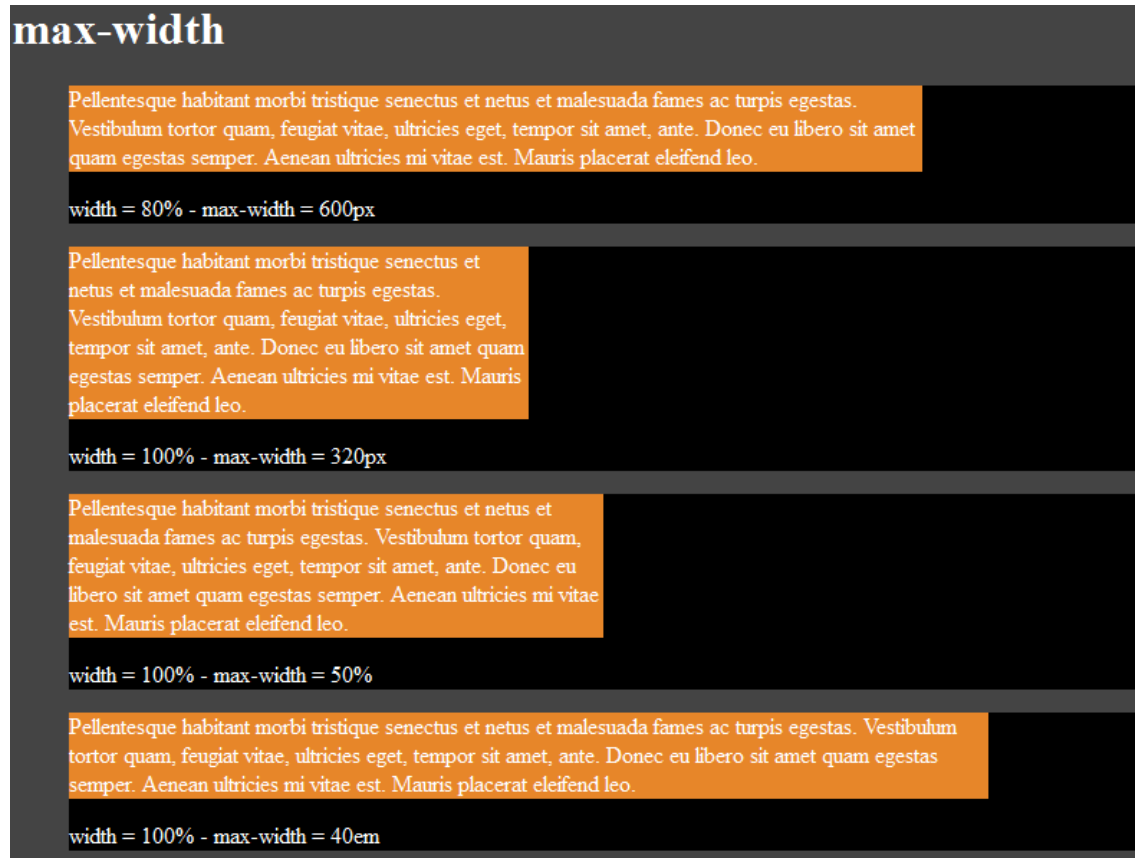 max-width
Pellentesque habitant morbi tristique senectus et netus et malesuada fames ac turpis egestas.
Vestibulum tortor quam, feugiat vitae, ultricies eget, tempor sit amet, ante. Donec eu libero sit amet
quam egestas semper. Aenean ultricies mi vitae est. Mauris placerat eleifend leo.
width = 80% - max-width = 600px
Pellentesque habitant morbi tristique senectus et
netus et malesuada fames ac turpis egestas.
Vestibulum tortor quam, feugiat vitae, ultricies eget,
tempor sit amet, ante. Donec eu libero sit amet quam
egestas semper. Aenean ultricies mi vitae est. Mauris
placerat eleifend leo.
width = 100% - max-width = 320px
Pellentesque habitant morbi tristique senectus et netus et
malesuada fames ac turpis egestas. Vestibulum tortor quam,
feugiat vitae, ultricies eget, tempor sit amet, ante. Donec eu
libero sit amet quam egestas semper. Aenean ultricies mi vitae
est. Mauris placerat eleifend leo.
width = 100% - max-width = 50%
Pellentesque habitant morbi tristique senectus et netus et malesuada fames ac turpis egestas. Vestibulum
tortor quam, feugiat vitae, ultricies eget, tempor sit amet, ante. Donec eu libero sit amet quam egestas
semper. Aenean ultricies mi vitae est. Mauris placerat eleifend leo.
width = 100% - max-width = 40em